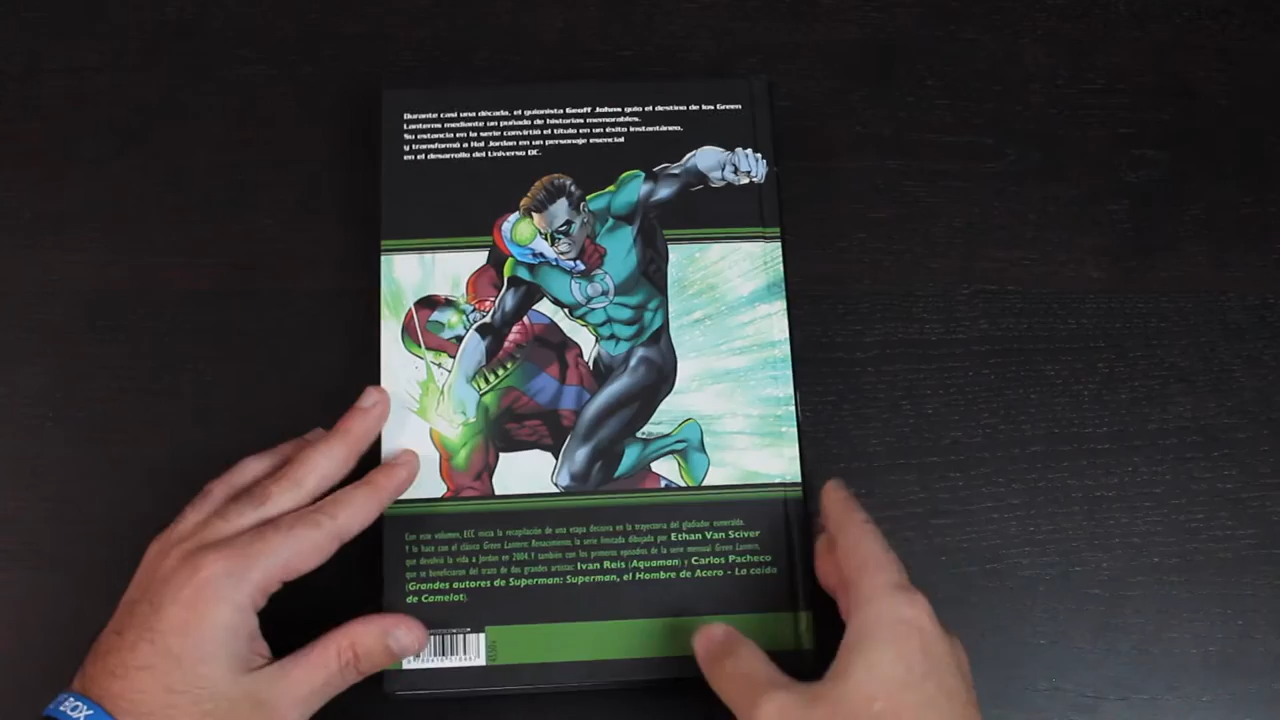 Durante casi una década, el guionista Geoff Johns guio el destino de los Green
Lanterns mediante un puñado de historias memorables.
Su estancia en la serie convirtió el título en un éxito instantáneo,
y transformó a Hal Jordan en un personaje esencial
en el desarrollo del Universo DC.
Con este volumen, ECC inicia la recopilación de una etapa decisiva en la trayectoria del gladiador esmeralda.
Y lo hace con el clásico Green Lantern: Renacimiento, la serie limitada dibujada por Ethan Van Sciver
que devolvió la vida a Jordan en 2004. Y también con los primeros episodios de la serie mensual Green Lantern,
que se beneficiaron del trazo de dos grandes artistas: Ivan Reis (Aquaman) y Carlos Pacheco
(Grandes autores de Superman: Superman, el Hombre de Acero - La caída
de Camelot).
BOX